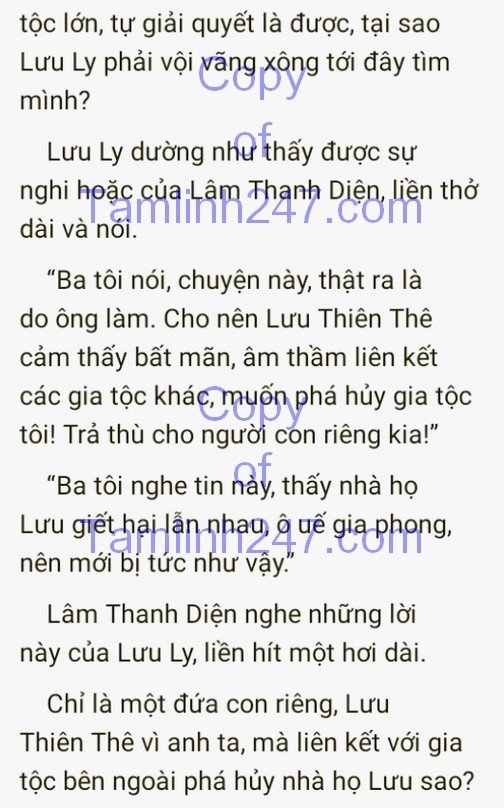 tộc lớn, tự giải quyết là được, tại sao
Lưu Ly phải vội vãng xông tới đây tìm
mình?
Lưu Ly dường như thấy được sự
nghi hoặc của Lâm Thanh Diện, liền thở
dài và nói.
“Ba tôi nói, chuyện này, thật ra là
do ông làm. Cho nên Lưu Thiên Thê
cảm thấy bất mãn, âm thầm liên kết
các gia tộc khác, muốn phá hủy gia tộc
tôi! Trả thù cho người con riêng kia!”
“Ba tôi nghe tin này, thấy nhà họ
Lưu giết hại lẫn nhau, ô uế gia phong,
nên mới bị tức như vậy.”
Lâm Thanh Diện nghe những lời
này của Lưu Ly, liền hít một hơi dài.
Chỉ là một đứa con riêng, Lưu
Thiên Thê vì anh ta, mà liên kết với gia
tộc bên ngoài phá hủy nhà họ Lưu sao?
Copy
of
Tamlinh247.com
Copy
of
Tamlinh247.com